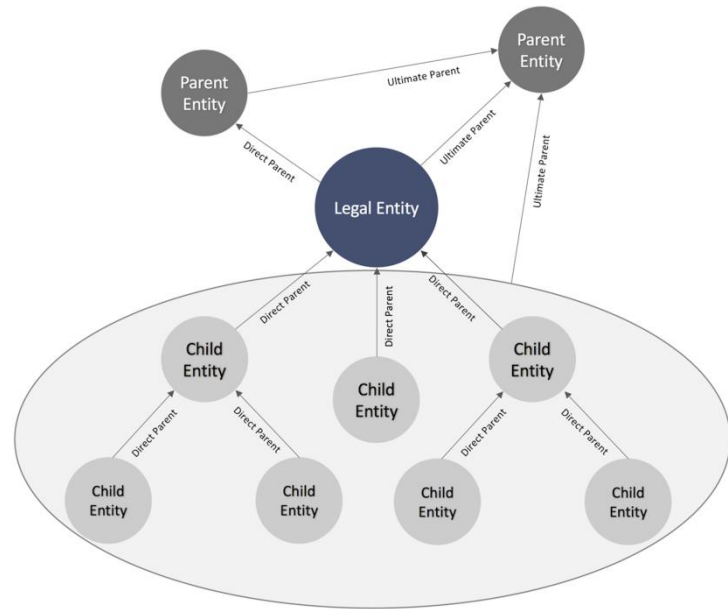 Parent
Entity
Parent
Entity
Ultimate Parent
Direct Parent
Ultimate Parent
Ultimate Parent
Legal Entity
Direct Parent
Direct Parent
Direct Parent
Child
Entity
Child
Entity
Child
Entity
Direct Parent
Direct Parent
Direct Parent
Direct Parent
Child
Entity
Child
Entity
Child
Entity
Child
Entity